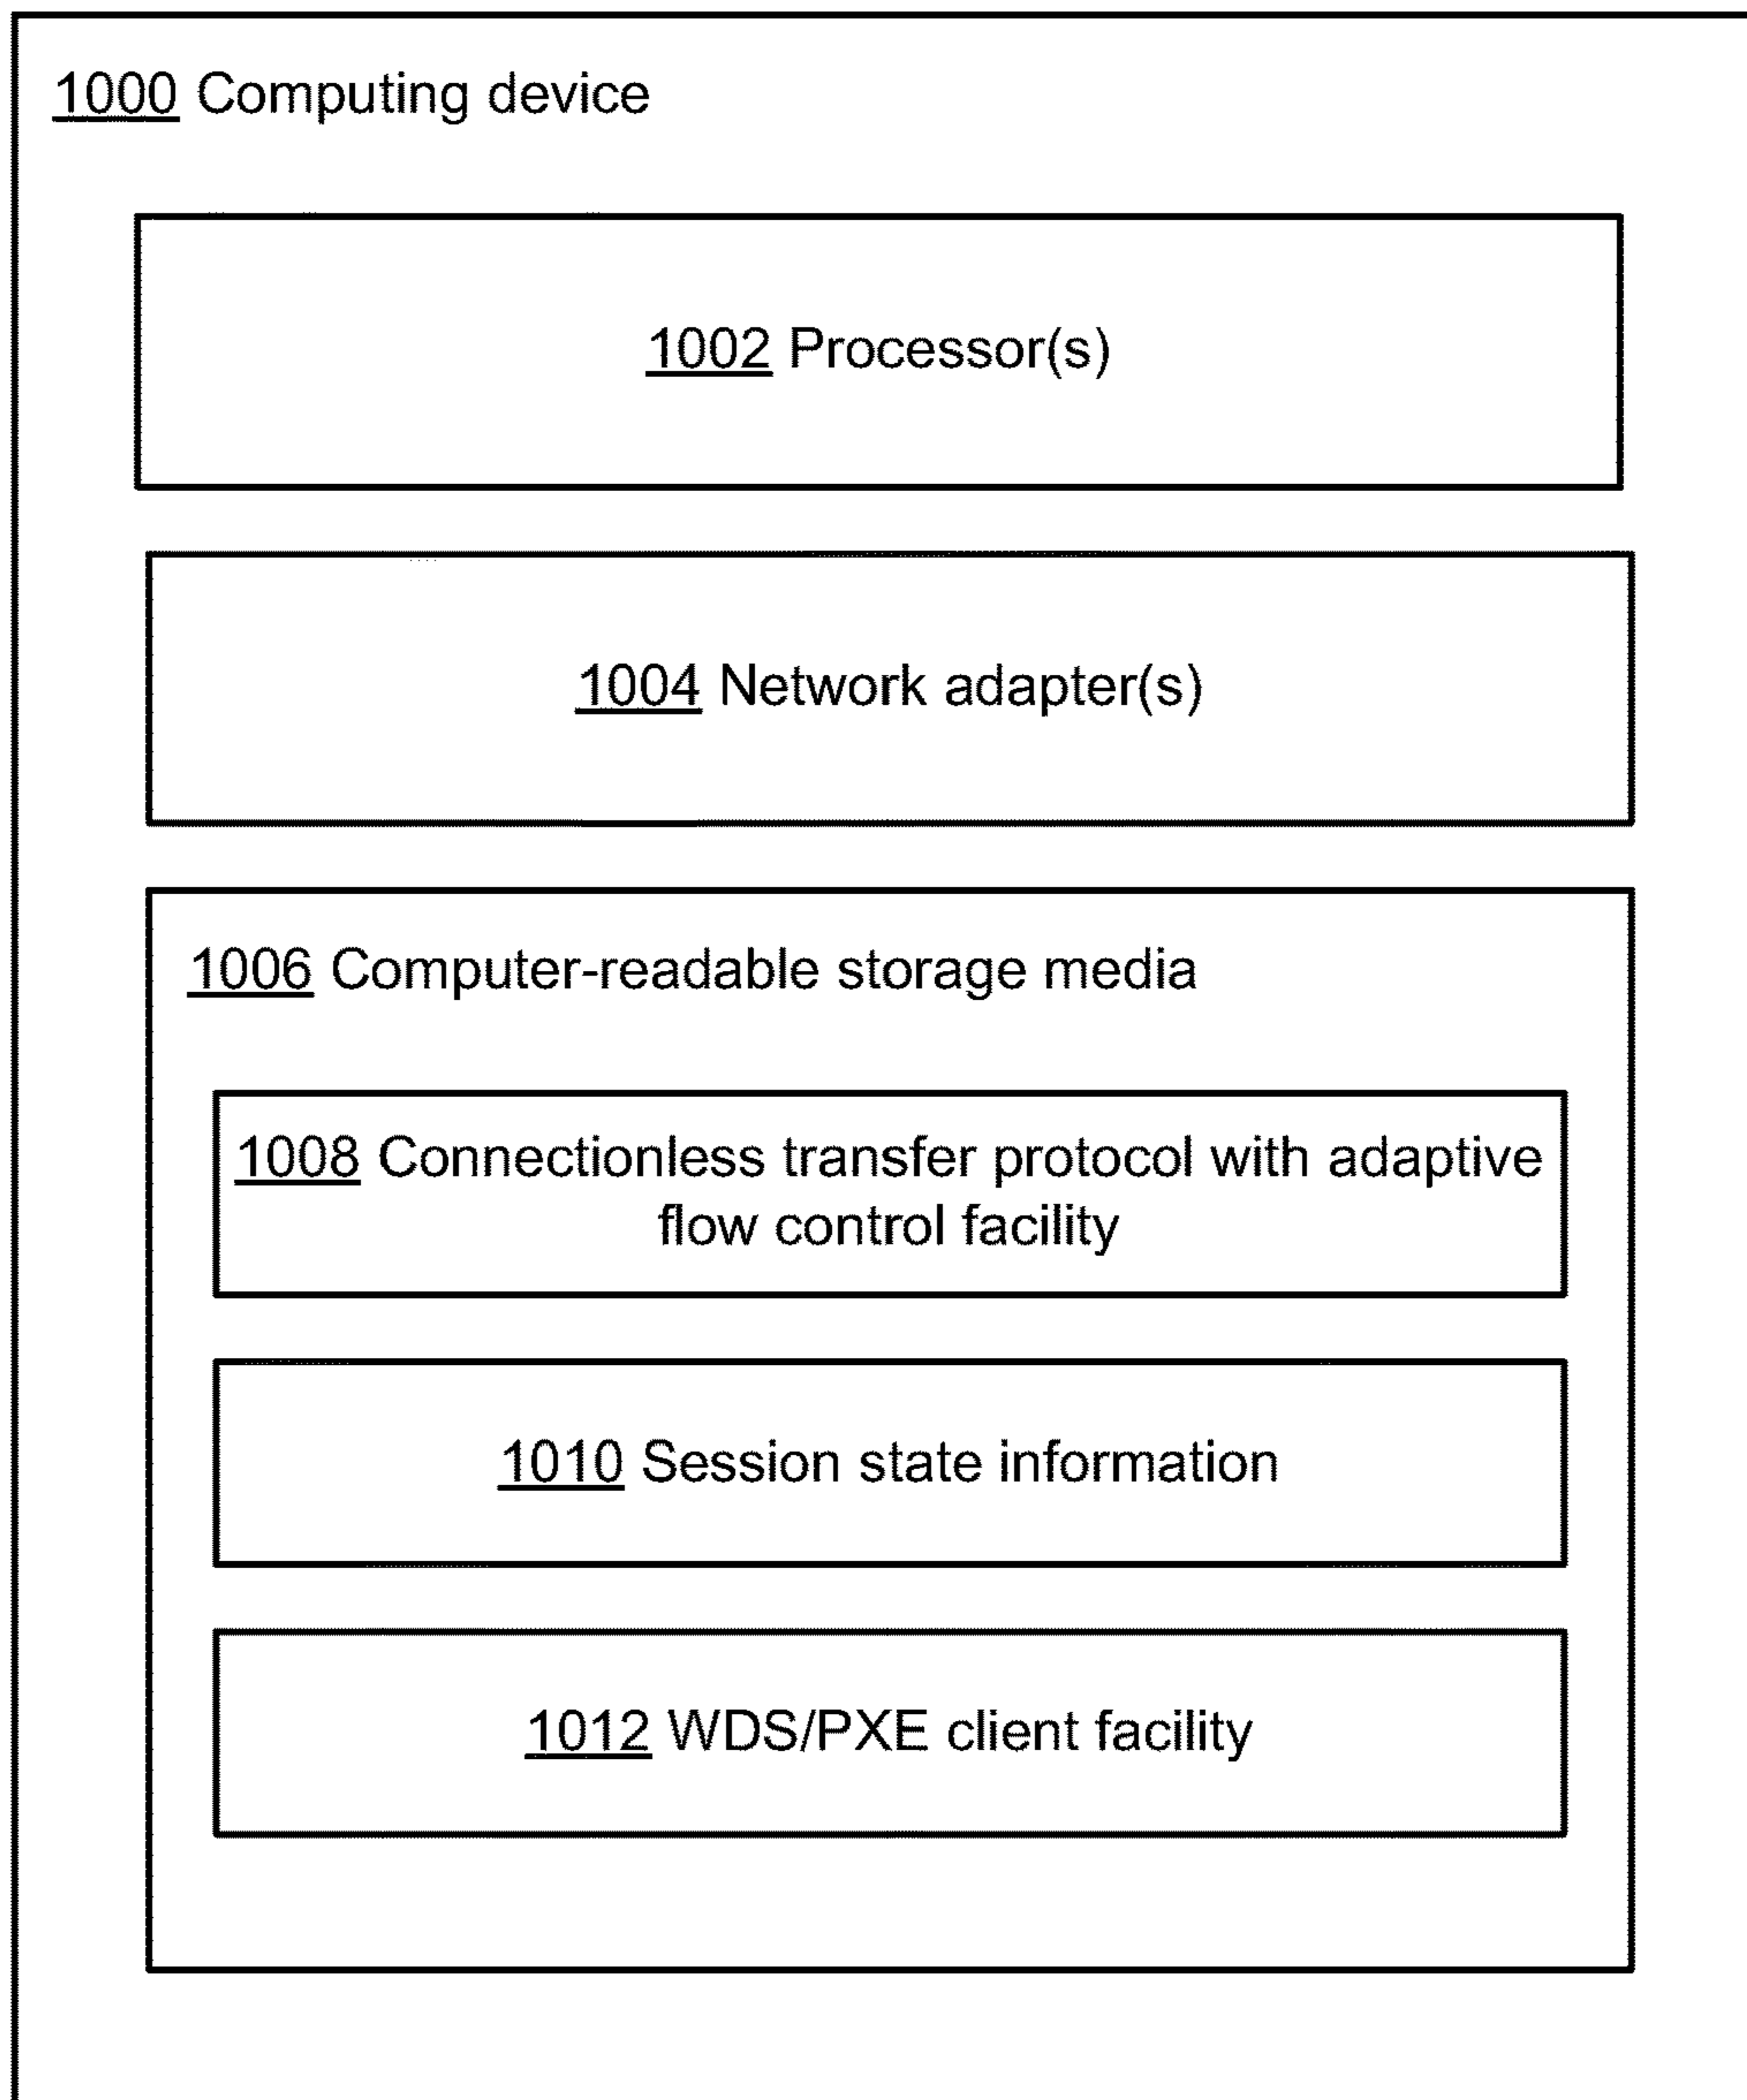 1000 Computing device
1002 Processor(s)
1004 Network adapter(s)
1006 Computer-readable storage media
1008 Connectionless transfer protocol with adaptive
flow control facility
1010 Session state information
1012 WDS/PXE client facility